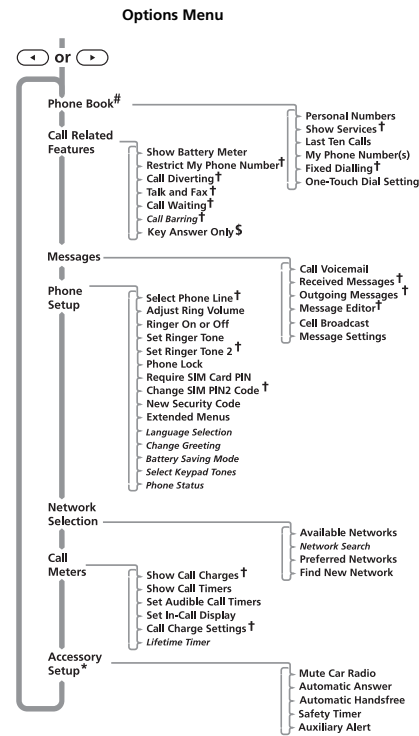 Options Menu
or
Phone Book#
Personal Numbers
Show Services†
Last Ten Calls
My Phone Number(s)
Fixed Dialling†
One-Touch Dial Setting
Call Related
Features
Show Battery Meter
Restrict My Phone Number†
Call Diverting†
Talk and Fax†
Call Waiting†
Call Barring†
Key Answer Only$
Messages
Call Voicemail
Received Messages†
Outgoing Messages†
Message Editor†
Cell Broadcast
Message Settings
Phone
Setup
Select Phone Line†
Adjust Ring Volume
Ringer On or Off
Set Ringer Tone
Set Ringer Tone 2†
Phone Lock
Require SIM Card PIN
Change SIM PIN2 Code†
New Security Code
Extended Menus
Language Selection
Change Greeting
Battery Saving Mode
Select Keypad Tones
Phone Status
Network
Selection
Available Networks
Network Search
Preferred Networks
Find New Network
Call
Meters
Show Call Charges†
Show Call Timers
Set Audible Call Timers
Set In-Call Display
Call Charge Settings†
Lifetime Timer
Accessory
Setup*
Mute Car Radio
Automatic Answer
Automatic Handsfree
Safety Timer
Auxiliary Alert